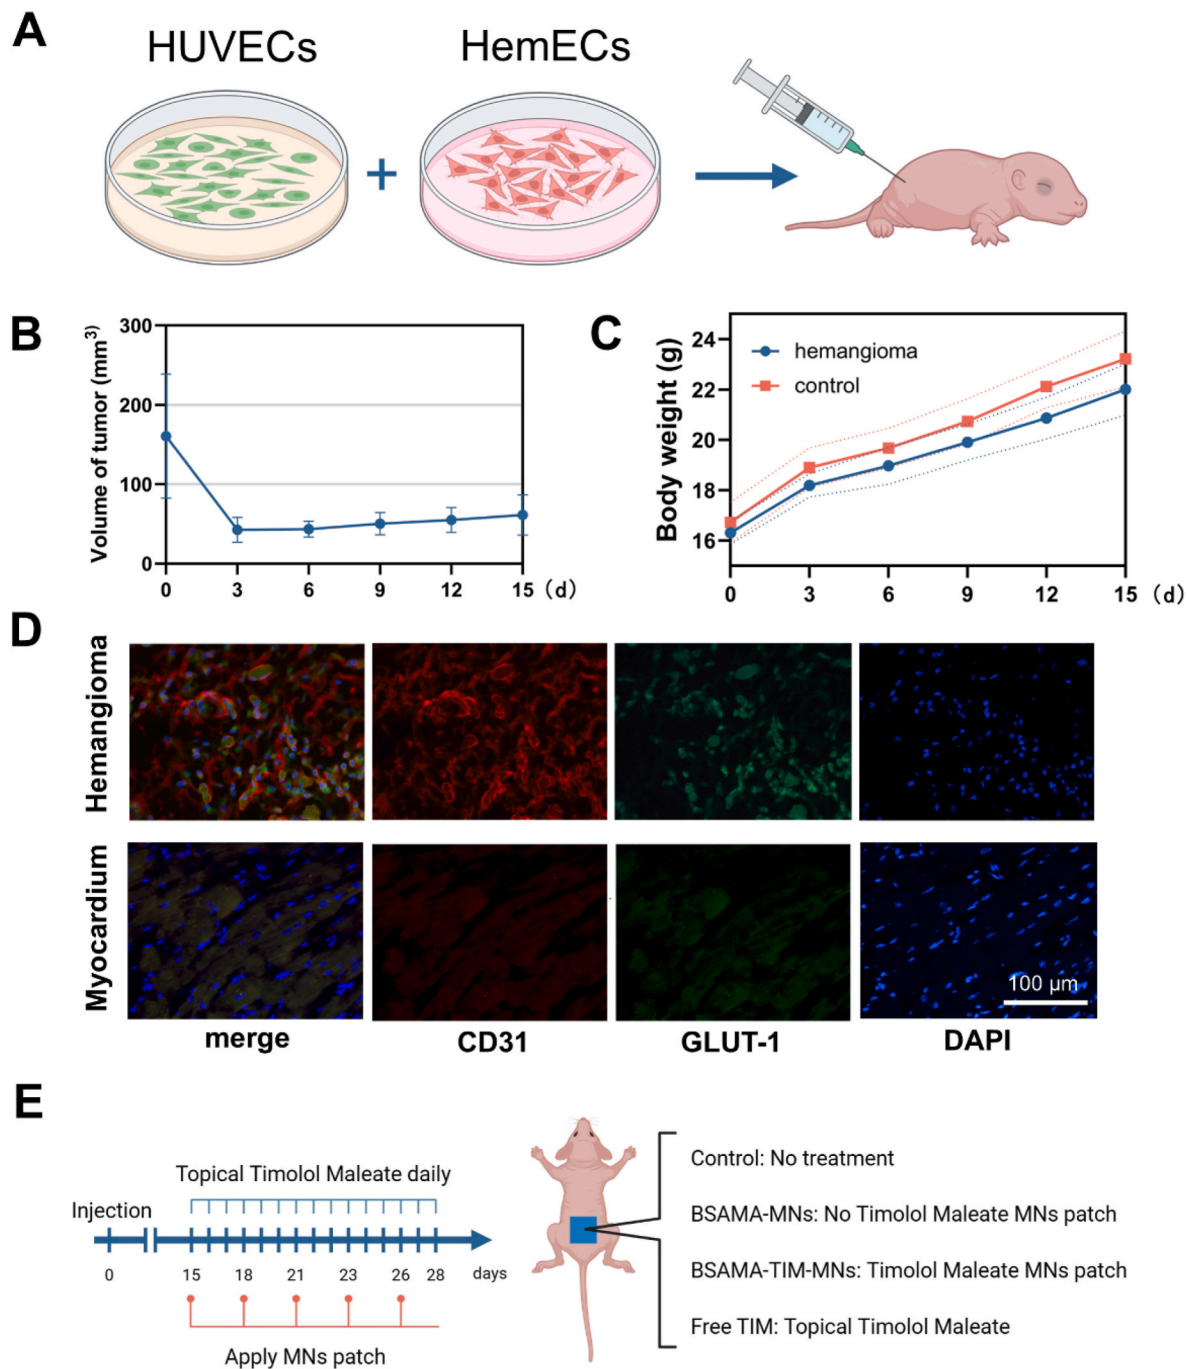 A
HUVECs
HemECs
+
B
Volume of tumor (mm³)
300
200
100
0
0 3 6 9 12 15 (d)
C
Body weight (g)
24
22
20
18
16
hemangioma
control
0 3 6 9 12 15 (d)
D
Hemangioma
Myocardium
100 μm
merge CD31 GLUT-1 DAPI
E
Topical Timolol Maleate daily
Injection
0 15 18 21 23 26 28 days
Apply MNs patch
Control: No treatment
BSAMA-MNs: No Timolol Maleate MNs patch
BSAMA-TIM-MNs: Timolol Maleate MNs patch
Free TIM: Topical Timolol Maleate